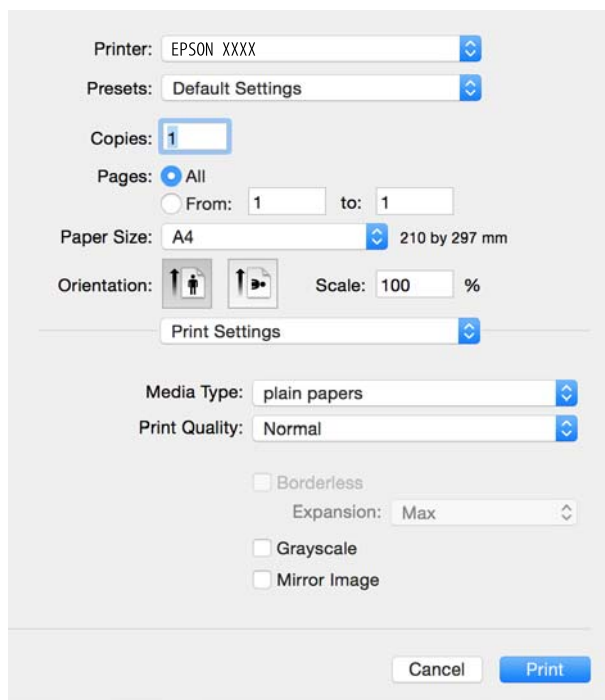 Printer: EPSON XXXX
Presets: Default Settings
Copies: 1
Pages: All
From: 1 to: 1
Paper Size: A4 210 by 297 mm
Orientation: Scale: 100 %
Print Settings
Media Type: plain papers
Print Quality: Normal
Borderless
Expansion: Max
Grayscale
Mirror Image
Cancel Print